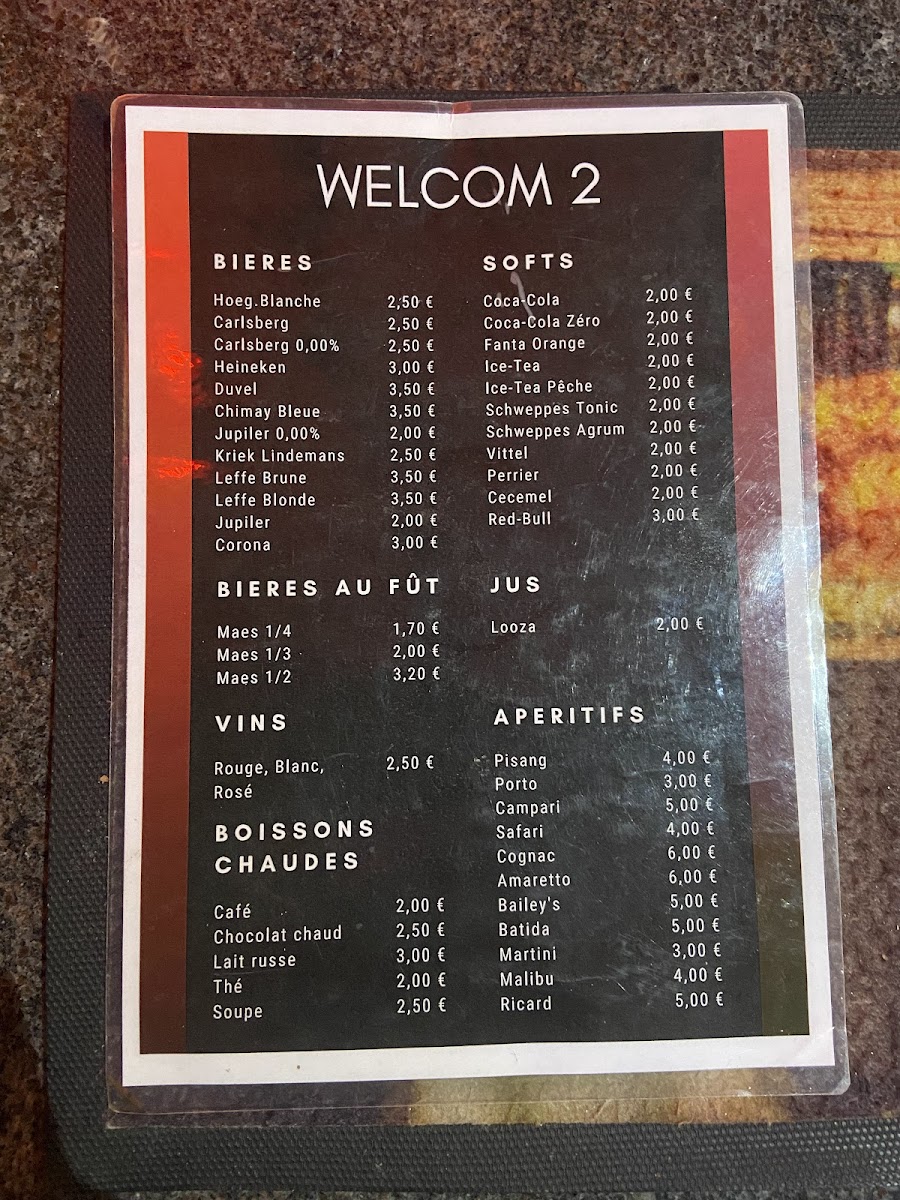 WELCOM 2
BIERES
Hoeg.Blanche 2,50 €
Carlsberg 2,50 €
Carlsberg 0,00% 2,50 €
Heineken 3,00 €
Duvel 3,50 €
Chimay Bleue 3,50 €
Jupiler 0,00% 2,00 €
Kriek Lindemans 2,50 €
Leffe Brune 3,50 €
Leffe Blonde 3,50 €
Jupiler 2,00 €
Corona 3,00 €
BIERES AU FÛT
Maes 1/4 1,70 €
Maes 1/3 2,00 €
Maes 1/2 3,20 €
VINS
Rouge, Blanc, 2,50 €
Rosé
BOISSONS
CHAUDES
Café 2,00 €
Chocolat chaud 2,50 €
Lait russe 3,00 €
Thé 2,00 €
Soupe 2,50 €
SOFTS
Coca-Cola 2,00 €
Coca-Cola Zéro 2,00 €
Fanta Orange 2,00 €
Ice-Tea 2,00 €
Ice-Tea Pêche 2,00 €
Schweppes Tonic 2,00 €
Schweppes Agrum 2,00 €
Vittel 2,00 €
Perrier 2,00 €
Cecemel 2,00 €
Red-Bull 3,00 €
JUS
Looza 2,00 €
APERITIFS
Pisang 4,00 €
Porto 3,00 €
Campari 5,00 €
Safari 4,00 €
Cognac 6,00 €
Amaretto 6,00 €
Bailey's 5,00 €
Batida 5,00 €
Martini 3,00 €
Malibu 4,00 €
Ricard 5,00 €